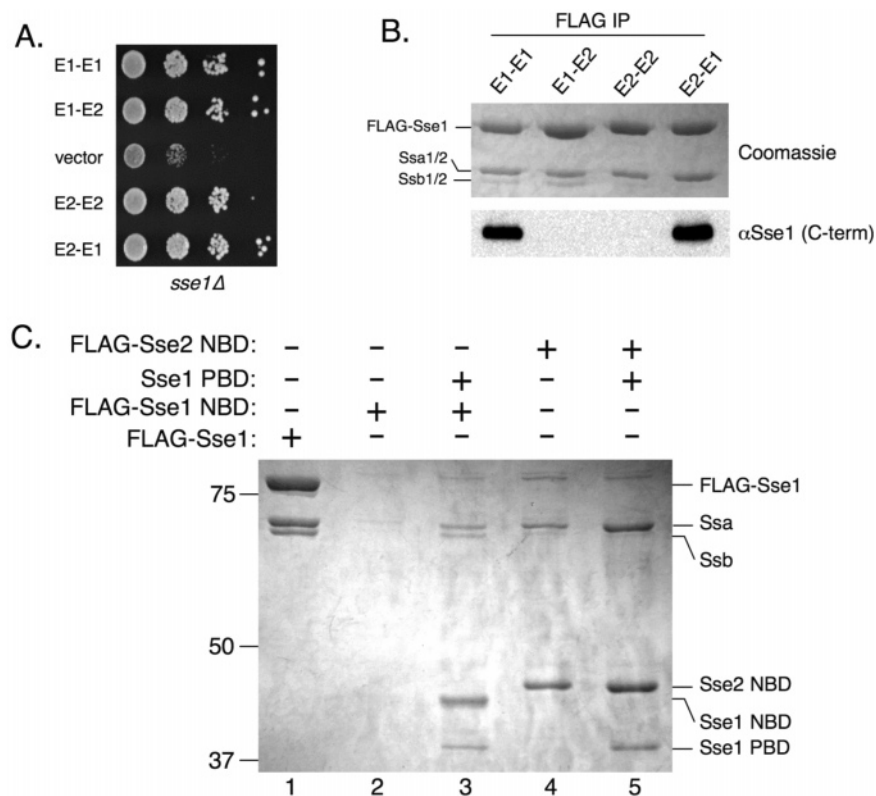 A.
E1-E1
E1-E2
vector
E2-E2
E2-E1
sse1Δ
B.
FLAG IP
E1-E1 E1-E2 E2-E2 E2-E1
FLAG-Sse1
Ssa1/2
Ssb1/2
Coomassie
αSse1 (C-term)
C.
FLAG-Sse2 NBD: – – – + +
Sse1 PBD: – – + – +
FLAG-Sse1 NBD: – + + – –
FLAG-Sse1: + – – – –
75
50
37
FLAG-Sse1
Ssa
Ssb
Sse2 NBD
Sse1 NBD
Sse1 PBD
1 2 3 4 5